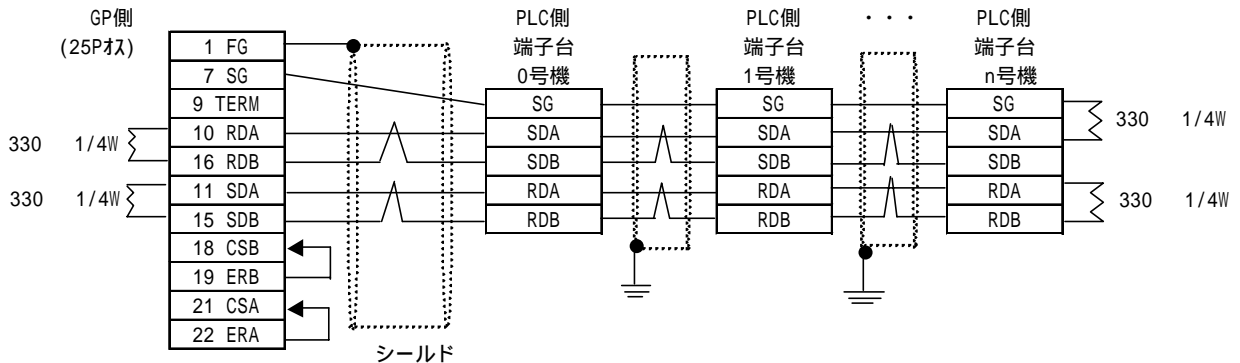 GP側
(25Pオス)
1 FG
7 SG
9 TERM
10 RDA
16 RDB
11 SDA
15 SDB
18 CSB
19 ERB
21 CSA
22 ERA
330 1/4W
330 1/4W
シールド
PLC側
端子台
0号機
SG
SDA
SDB
RDA
RDB
PLC側
端子台
1号機
SG
SDA
SDB
RDA
RDB
・・・
PLC側
端子台
n号機
SG
SDA
SDB
RDA
RDB
330 1/4W
330 1/4W